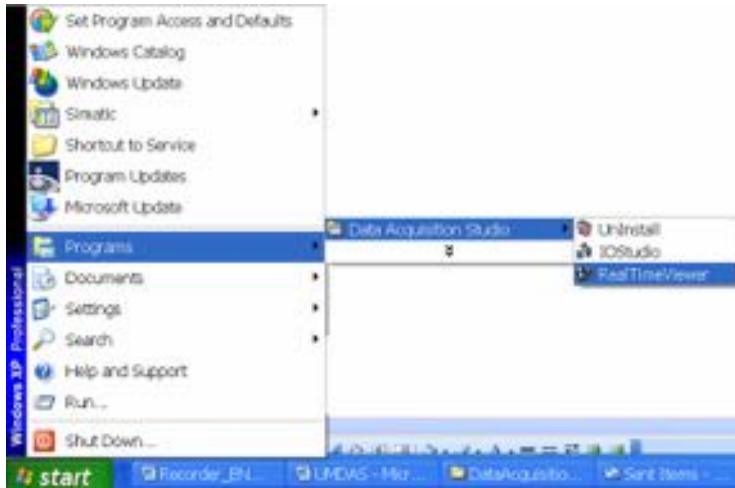 Set Program Access and Defaults
Windows Catalog
Windows Update
Simatic
Shortcut to Service
Program Updates
Microsoft Update
Programs
Data Acquisition Studio
UnInstall
IOStudio
RealTimeViewer
Documents
Settings
Search
Help and Support
Run...
Shut Down...
Windows XP Professional
start
Recorder_EN...
UMDAS - Micr...
DataAcquisitio...
Sent Items - ...